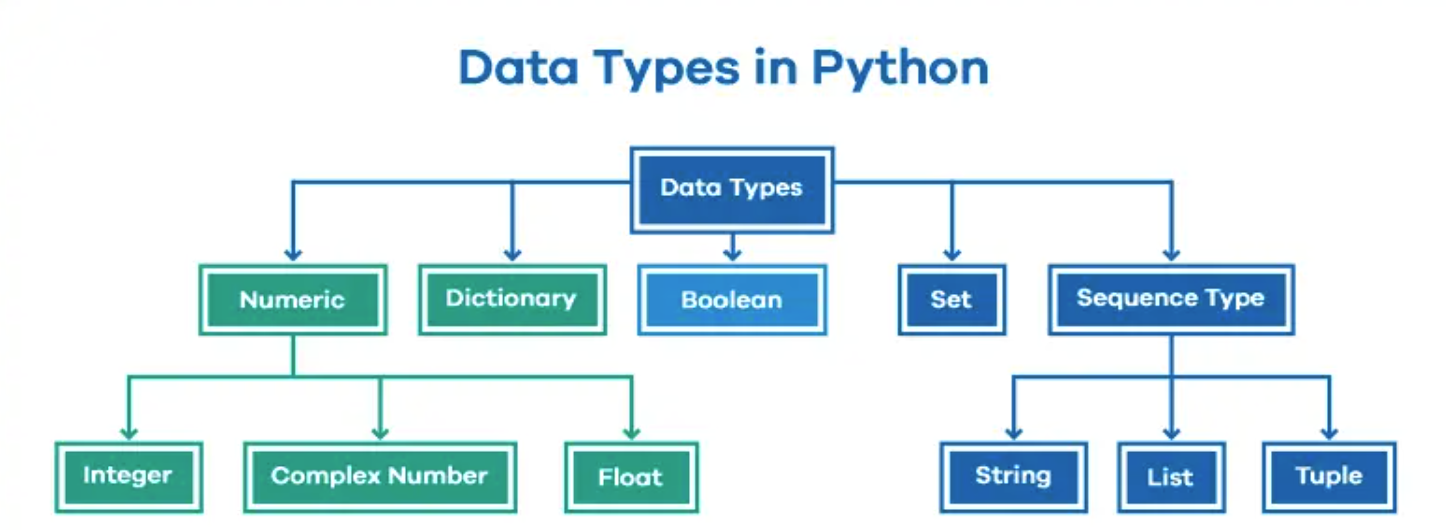 Data Types in Python
Data Types
Numeric
Dictionary
Boolean
Set
Sequence Type
Integer
Complex Number
Float
String
List
Tuple